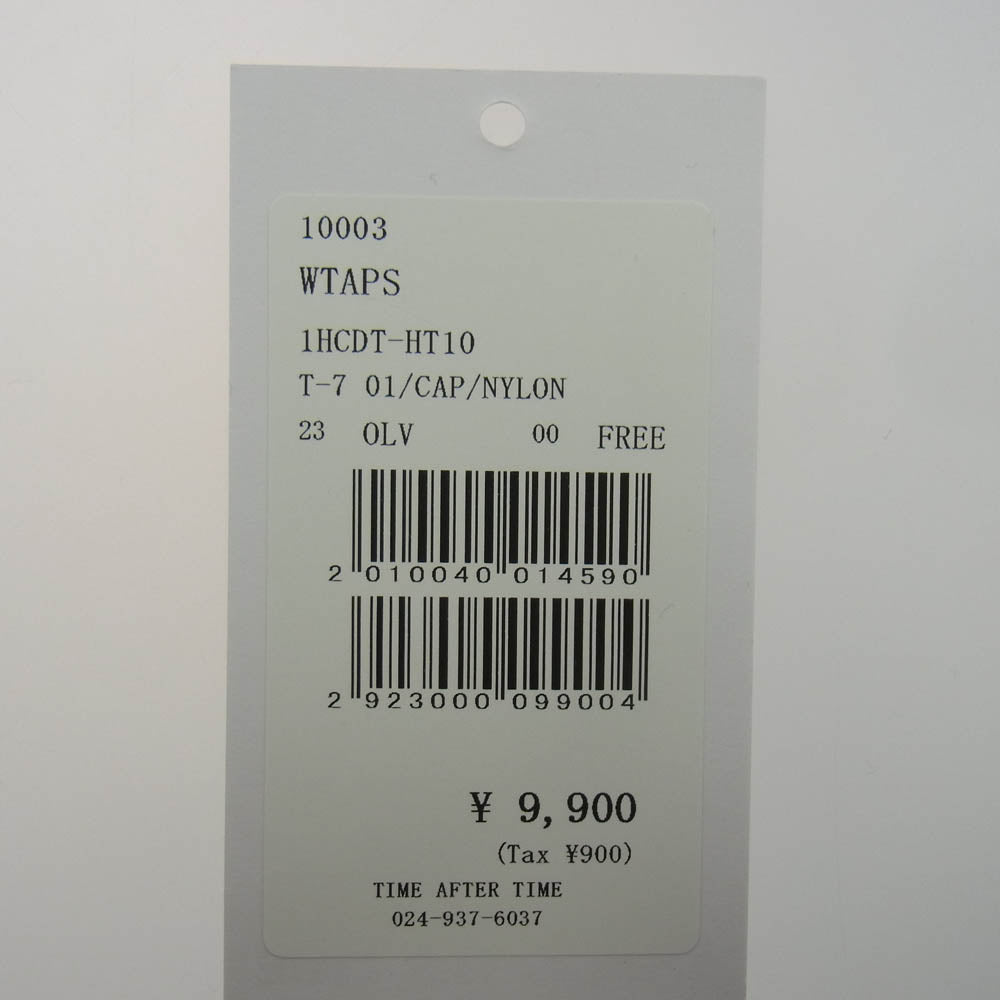 10003
WTAPS
1HCDT-HT10
T-7 01/CAP/NYLON
23 OLV 00 FREE
2 010040 014590
2 923000 099004
¥ 9,900
(Tax ¥900)
TIME AFTER TIME
024-937-6037